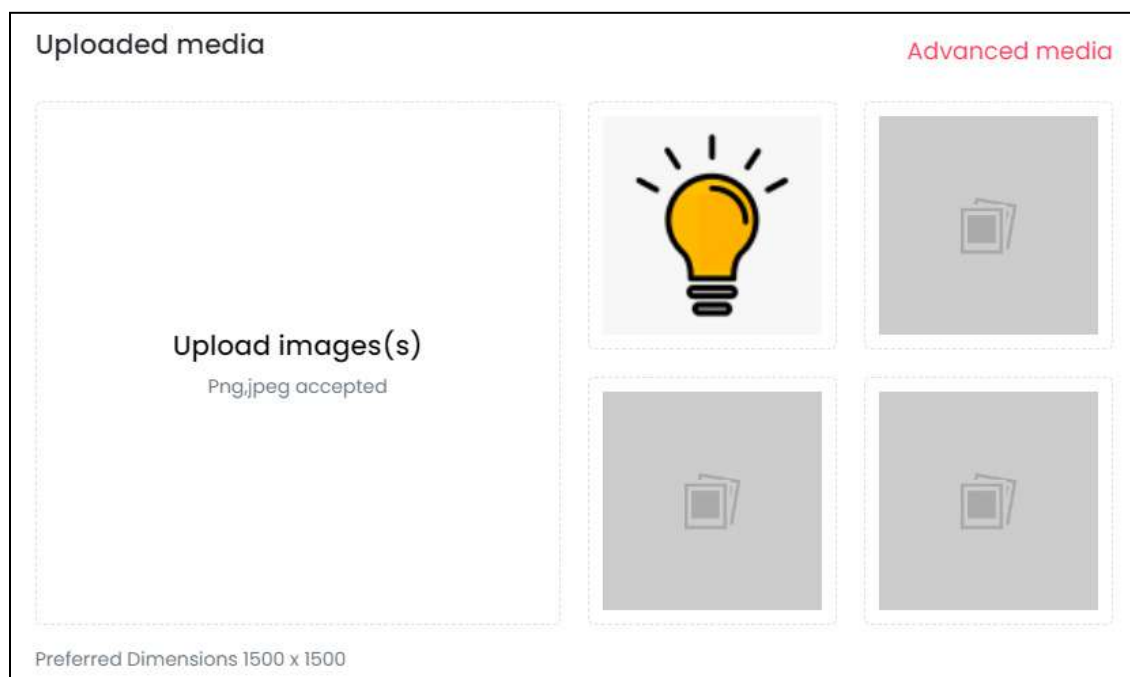 Uploaded media
Advanced media
Upload images(s)
Png,jpeg accepted
Preferred Dimensions 1500 x 1500